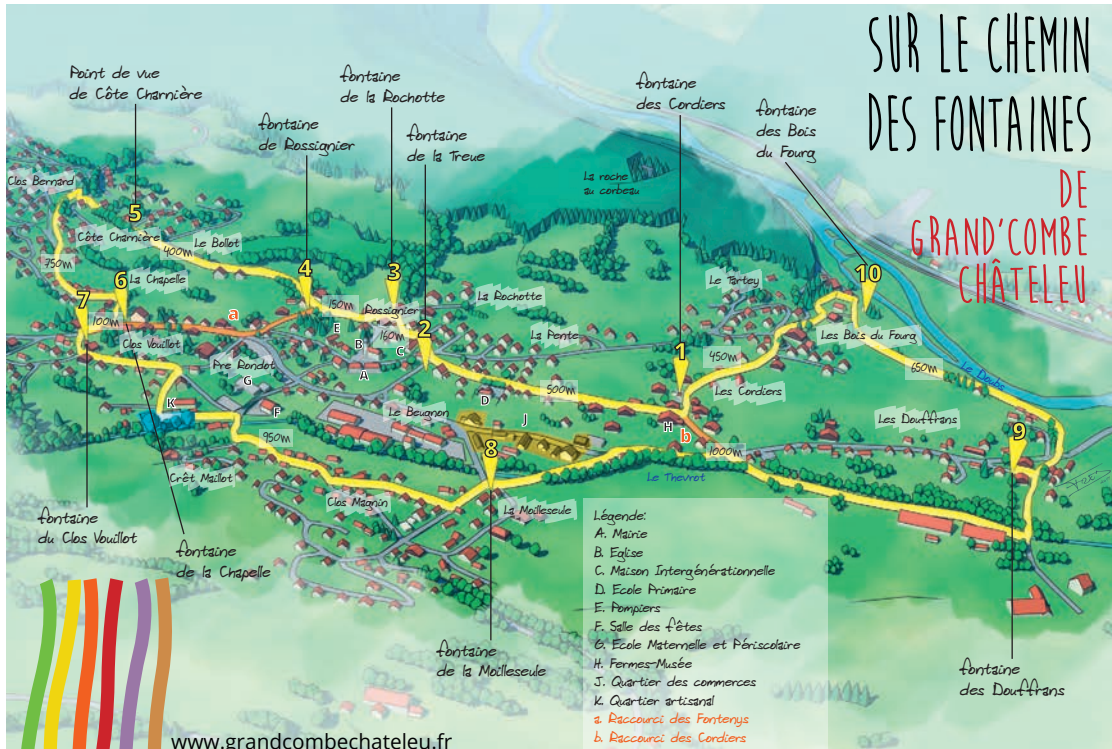 SUR LE CHEMIN
DES FONTAINES
DE
GRAND'COMBE
CHÂTELEU
Point de vue
de Côte Charnière
fontaine
de la Rochotte
fontaine
de Rossignier
fontaine
de la Treue
fontaine
des Cordiers
fontaine
des Bois
du Fourg
La roche
au corbeau
Clos Bernard
5
Côte Charnière
400m
Le Bollot
750m
6
La Chapelle
7
100m
Clos Vouillot
a
4
150m
3
Rossignier
160m
La Rochotte
2
La Pente
E
B
C
A
Pré Rondot
G
F
K
D
500m
Le Beugnon
J
1
H
b
450m
Les Cordiers
Le Partey
10
Les Bois du Fourg
650m
Le Doubs
Les Douffrans
9
1000m
Le Théverot
950m
Crêt Maillot
Clos Magnin
8
La Moilleseule
fontaine
du Clos Vouillot
fontaine
de la Chapelle
fontaine
de la Moilleseule
fontaine
des Douffrans
Légende:
A. Mairie
B. Eglise
C. Maison Intergénérationnelle
D. Ecole Primaire
E. Pompiers
F. Salle des fêtes
G. Ecole Maternelle et Périscolaire
H. Fermes-Musée
J. Quartier des commerces
K. Quartier artisanal
a. Raccourci des Fontenys
b. Raccourci des Cordiers
www.grandcombechateleu.fr